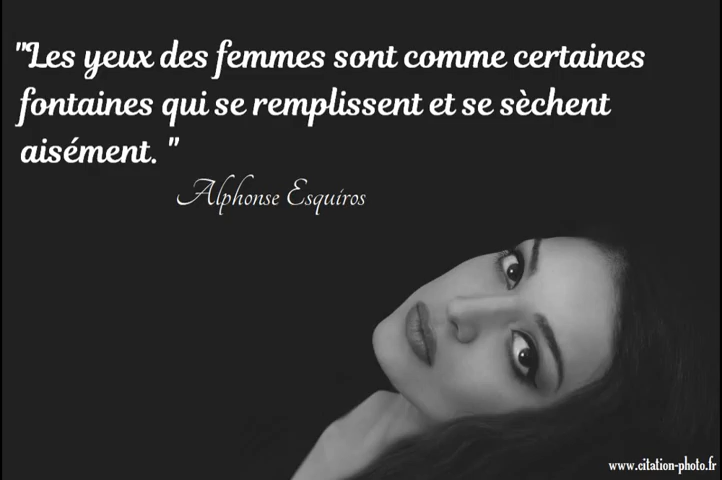 "Les yeux des femmes sont comme certaines
fontaines qui se remplissent et se sèchent
aisément. "
Alphonse Esquiros
www.citation-photo.fr